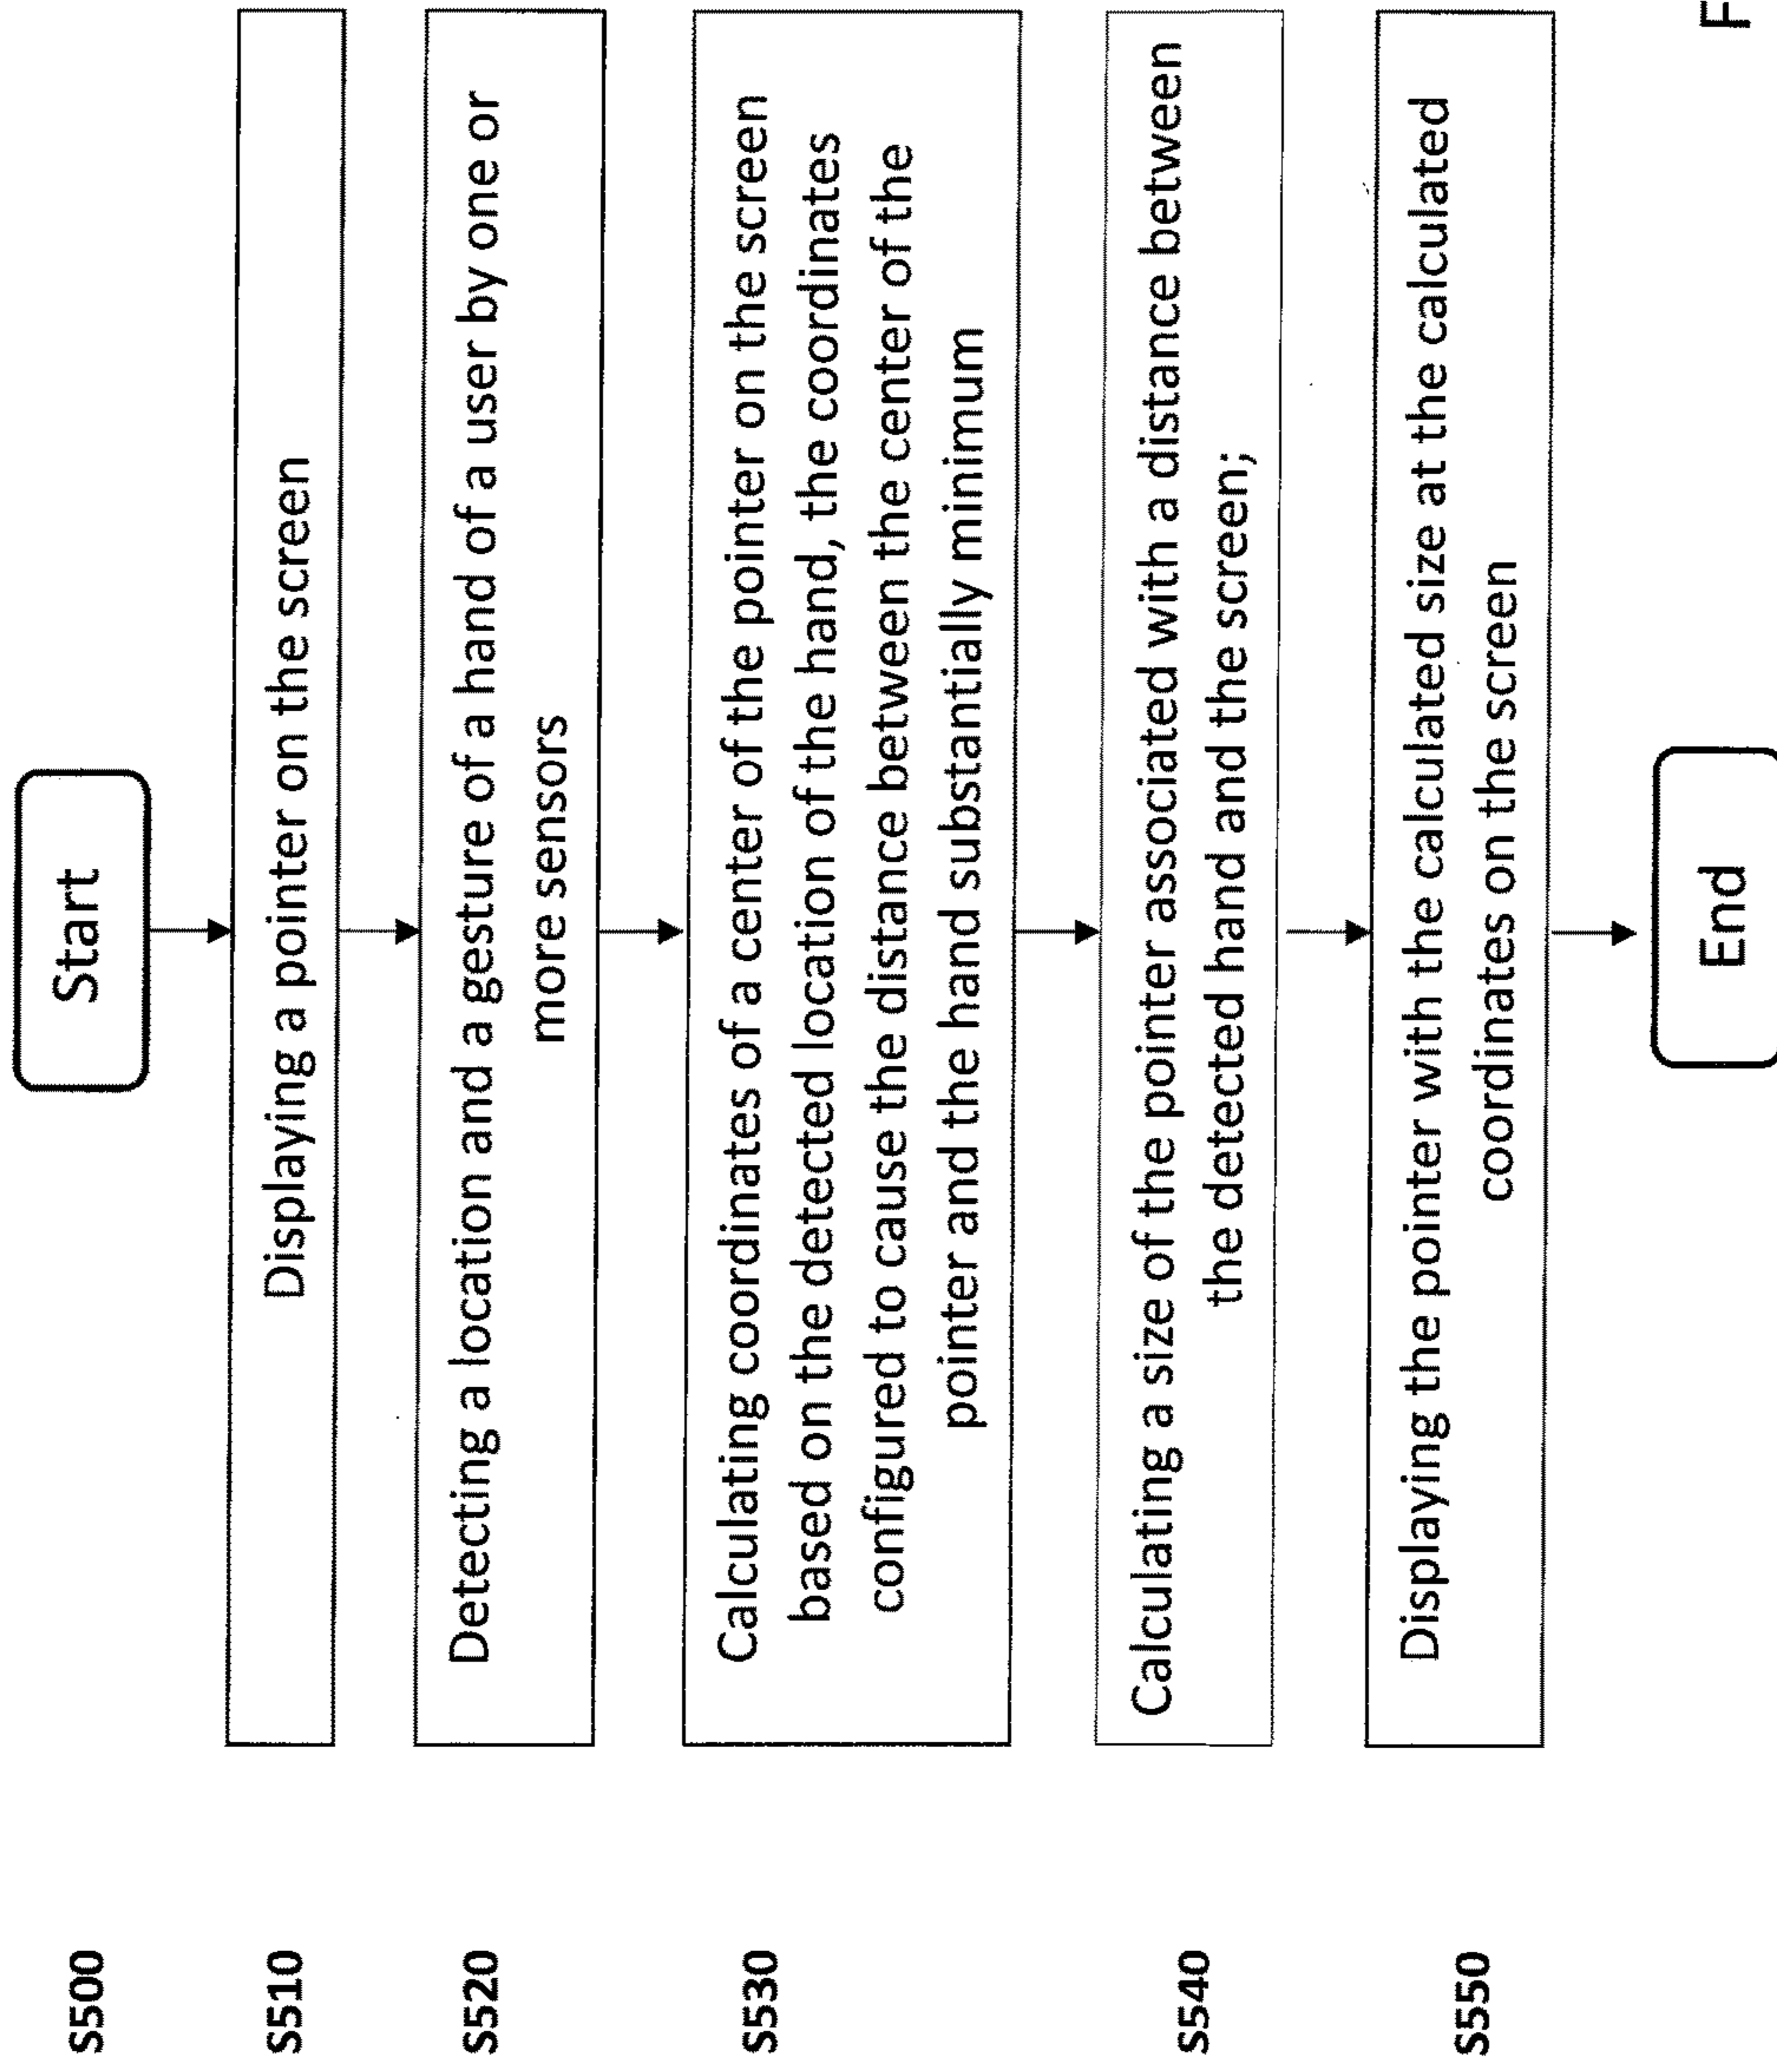 S500
Start
S510
Displaying a pointer on the screen
S520
Detecting a location and a gesture of a hand of a user by one or
more sensors
S530
Calculating coordinates of a center of the pointer on the screen
based on the detected location of the hand, the coordinates
configured to cause the distance between the center of the
pointer and the hand substantially minimum
S540
Calculating a size of the pointer associated with a distance between
the detected hand and the screen;
S550
Displaying the pointer with the calculated size at the calculated
coordinates on the screen
End
F